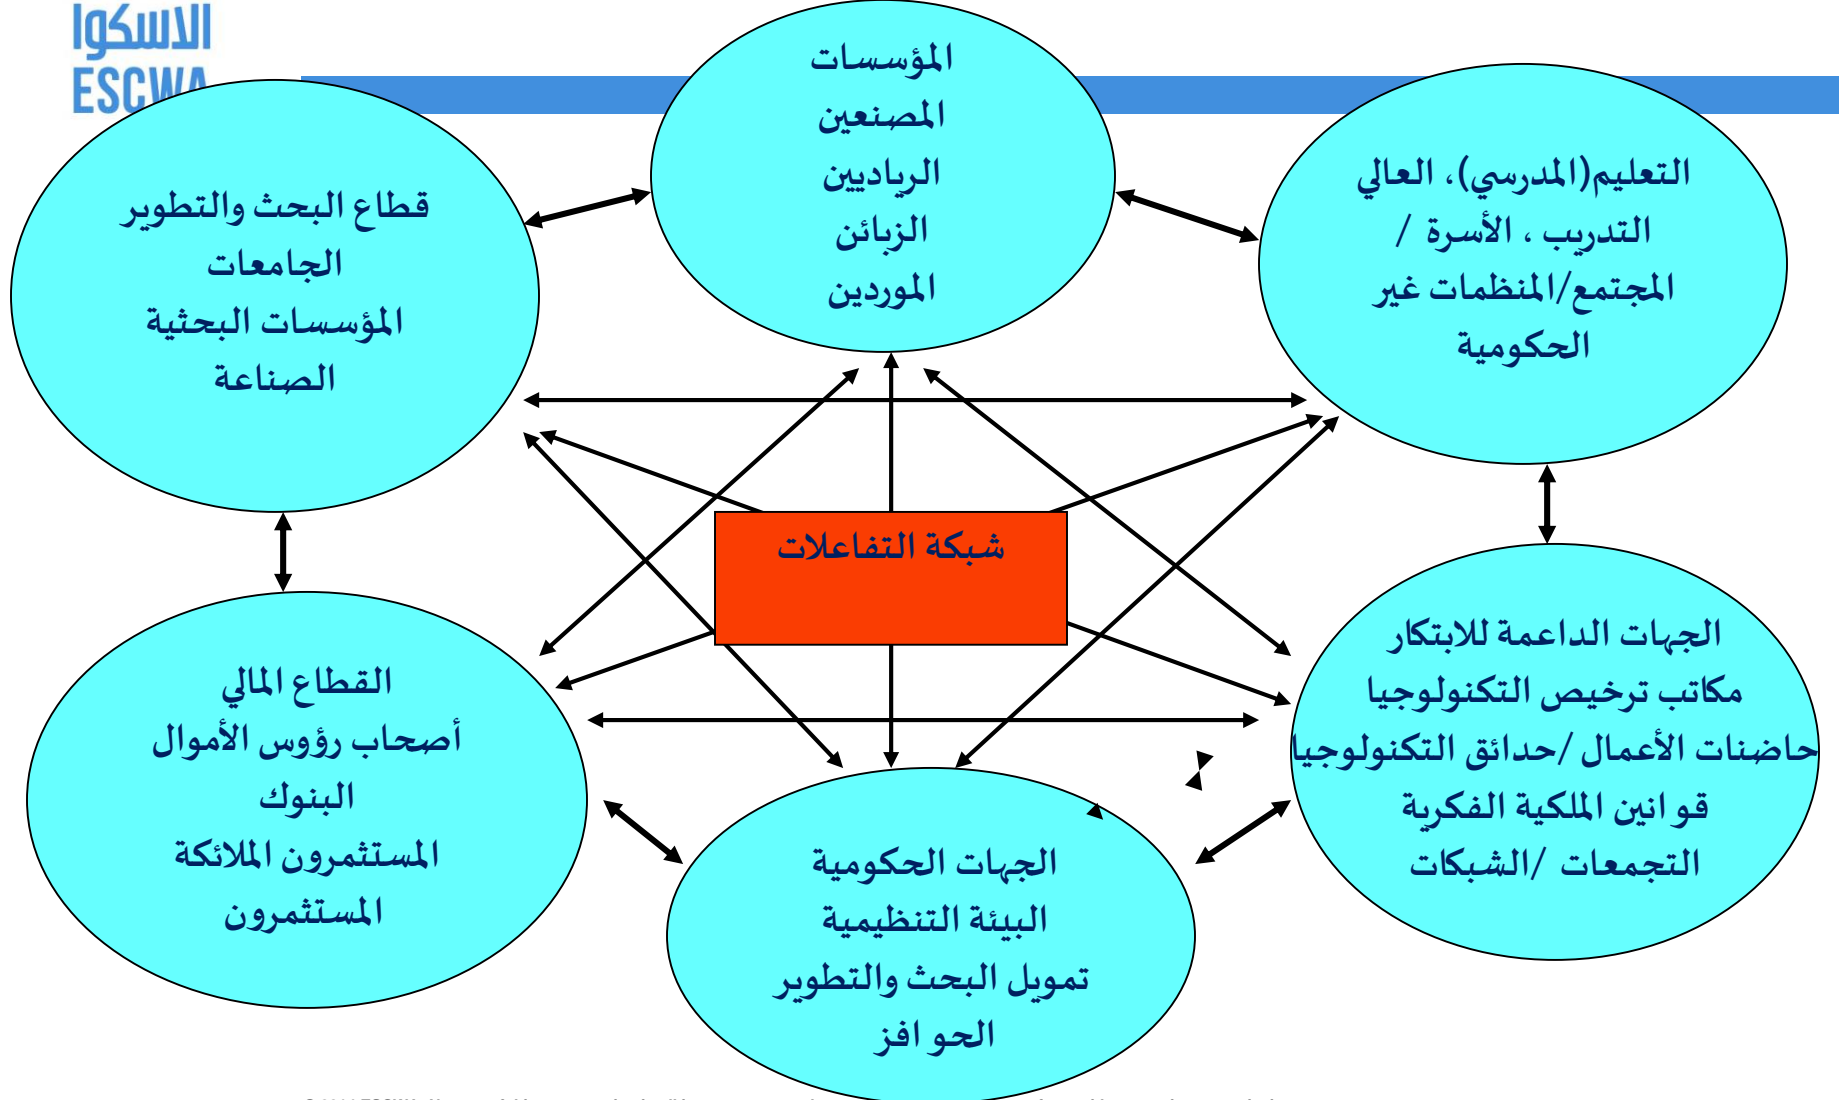 الاسكوا
ESCWA
المؤسسات
المصنعين
الرياديين
الزبائن
الموردين
التعليم(المدرسي)، العالي
التدريب ، الأسرة /
المجتمع/المنظمات غير
الحكومية
قطاع البحث والتطوير
الجامعات
المؤسسات البحثية
الصناعة
شبكة التفاعلات
الجهات الداعمة للابتكار
مكاتب ترخيص التكنولوجيا
حاضنات الأعمال /حدائق التكنولوجيا
قوانين الملكية الفكرية
التجمعات /الشبكات
القطاع المالي
أصحاب رؤوس الأموال
البنوك
المستثمرون الملائكة
المستثمرون
الجهات الحكومية
البيئة التنظيمية
تمويل البحث والتطوير
الحوافز